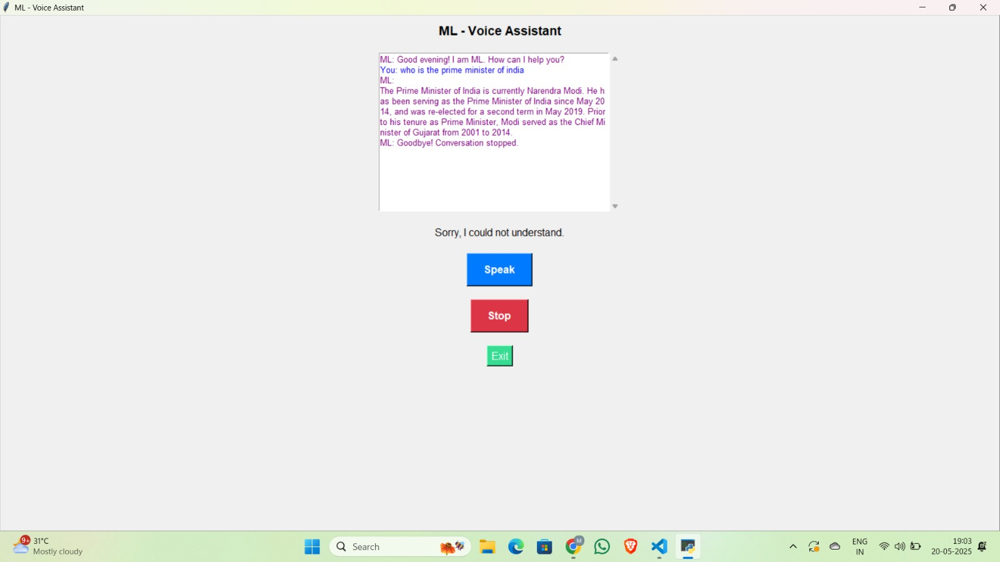 ML - Voice Assistant
ML - Voice Assistant
ML: Good evening! I am ML. How can I help you?
You: who is the prime minister of india
ML:
The Prime Minister of India is currently Narendra Modi. He h
as been serving as the Prime Minister of India since May 20
14, and was re-elected for a second term in May 2019. Prior
to his tenure as Prime Minister, Modi served as the Chief Mi
nister of Gujarat from 2001 to 2014.
ML: Goodbye! Conversation stopped.
Sorry, I could not understand.
Speak
Stop
Exit
9+
31°C
Mostly cloudy
Search
M
ENG
IN
19:03
20-05-2025